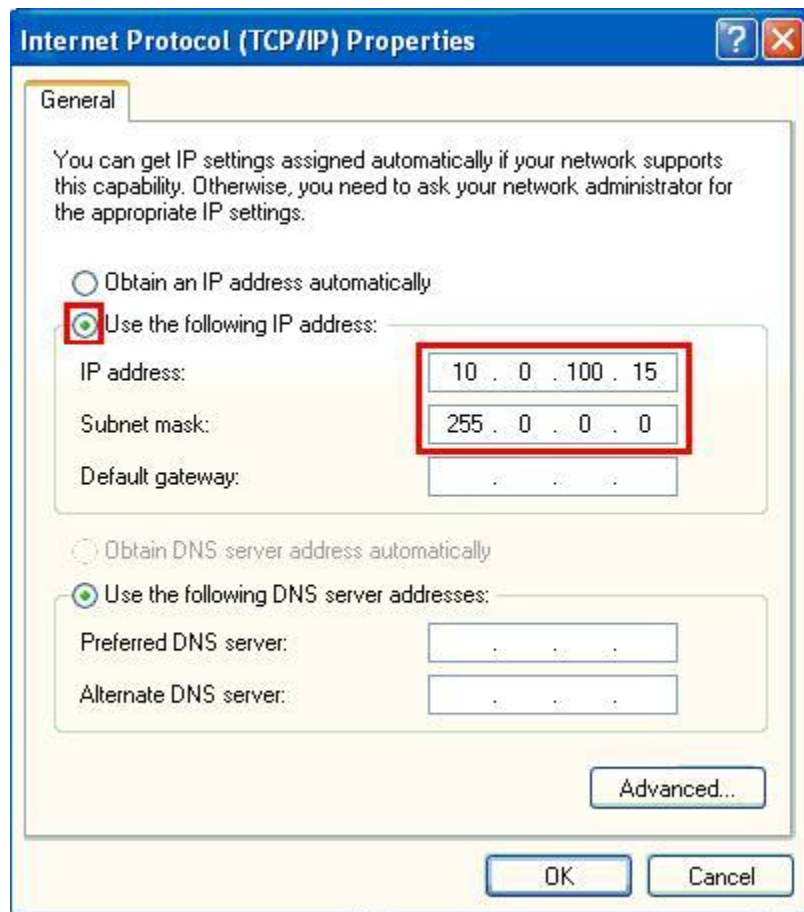 Internet Protocol (TCP/IP) Properties
?
General
You can get IP settings assigned automatically if your network supports
this capability. Otherwise, you need to ask your network administrator for
the appropriate IP settings.
Obtain an IP address automatically
Use the following IP address:
IP address: 10 . 0 . 100 . 15
Subnet mask: 255 . 0 . 0 . 0
Default gateway: . . .
Obtain DNS server address automatically
Use the following DNS server addresses:
Preferred DNS server: . . .
Alternate DNS server: . . .
Advanced...
OK Cancel